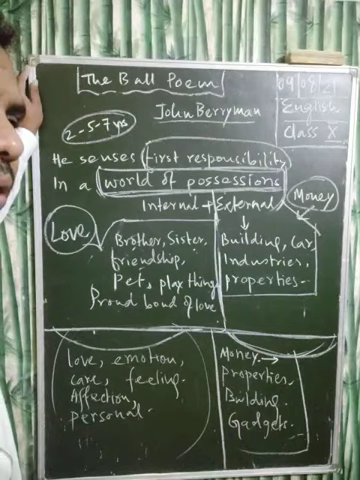 The Ball Poem
09/08/21
John Berryman
English
Class X
2-5-7 yrs
He senses first responsibility
In a world of possessions
Money
Internal + External
Love
Brother, Sister,
friendship,
Pet, play thing
Proud bond of love
Building, Car,
Industries,
properties-
Love, emotion,
care, feeling.
Affection,
personal.
Money. →
Properties.
Building.
Gadgets.